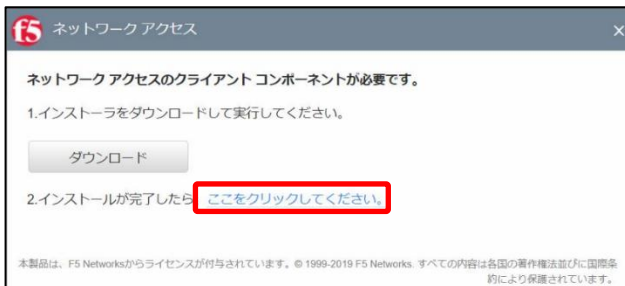 f5 ネットワーク アクセス
ネットワーク アクセスのクライアント コンポーネントが必要です。
1.インストーラをダウンロードして実行してください。
ダウンロード
2.インストールが完了したら ここをクリックしてください。
本製品は、F5 Networksからライセンスが付与されています。© 1999-2019 F5 Networks. すべての内容は各国の著作権法並びに国際条
約により保護されています。